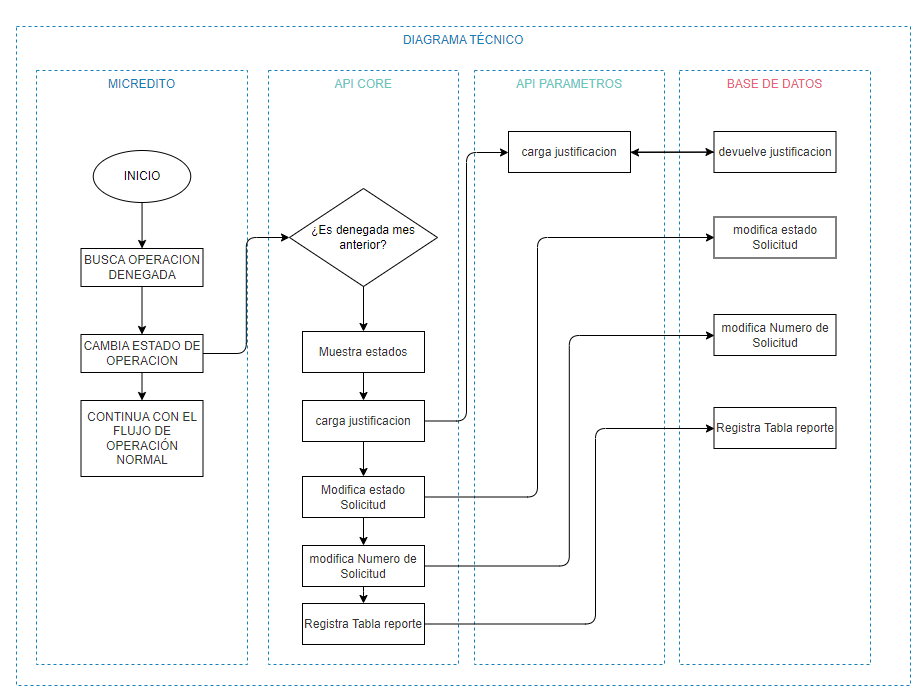 DIAGRAMA TÉCNICO
MICREDITO
API CORE
API PARAMETROS
BASE DE DATOS
INICIO
BUSCA OPERACION
DENEGADA
CAMBIA ESTADO DE
OPERACION
CONTINUA CON EL
FLUJO DE
OPERACIÓN
NORMAL
¿Es denegada mes
anterior?
Muestra estados
carga justificacion
Modifica estado
Solicitud
modifica Numero de
Solicitud
Registra Tabla reporte
carga justificacion
devuelve justificacion
modifica estado
Solicitud
modifica Numero de
Solicitud
Registra Tabla reporte